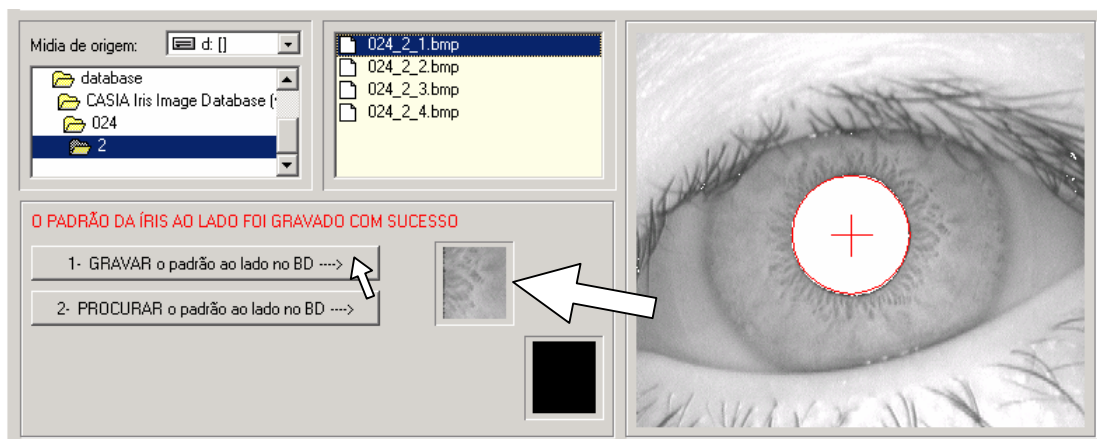 Midia de origem:
d: []
database
CASIA Iris Image Database (
024
2
024_2_1.bmp
024_2_2.bmp
024_2_3.bmp
024_2_4.bmp
O PADRÃO DA ÍRIS AO LADO FOI GRAVADO COM SUCESSO
1- GRAVAR o padrão ao lado no BD ---->
2- PROCURAR o padrão ao lado no BD ---->